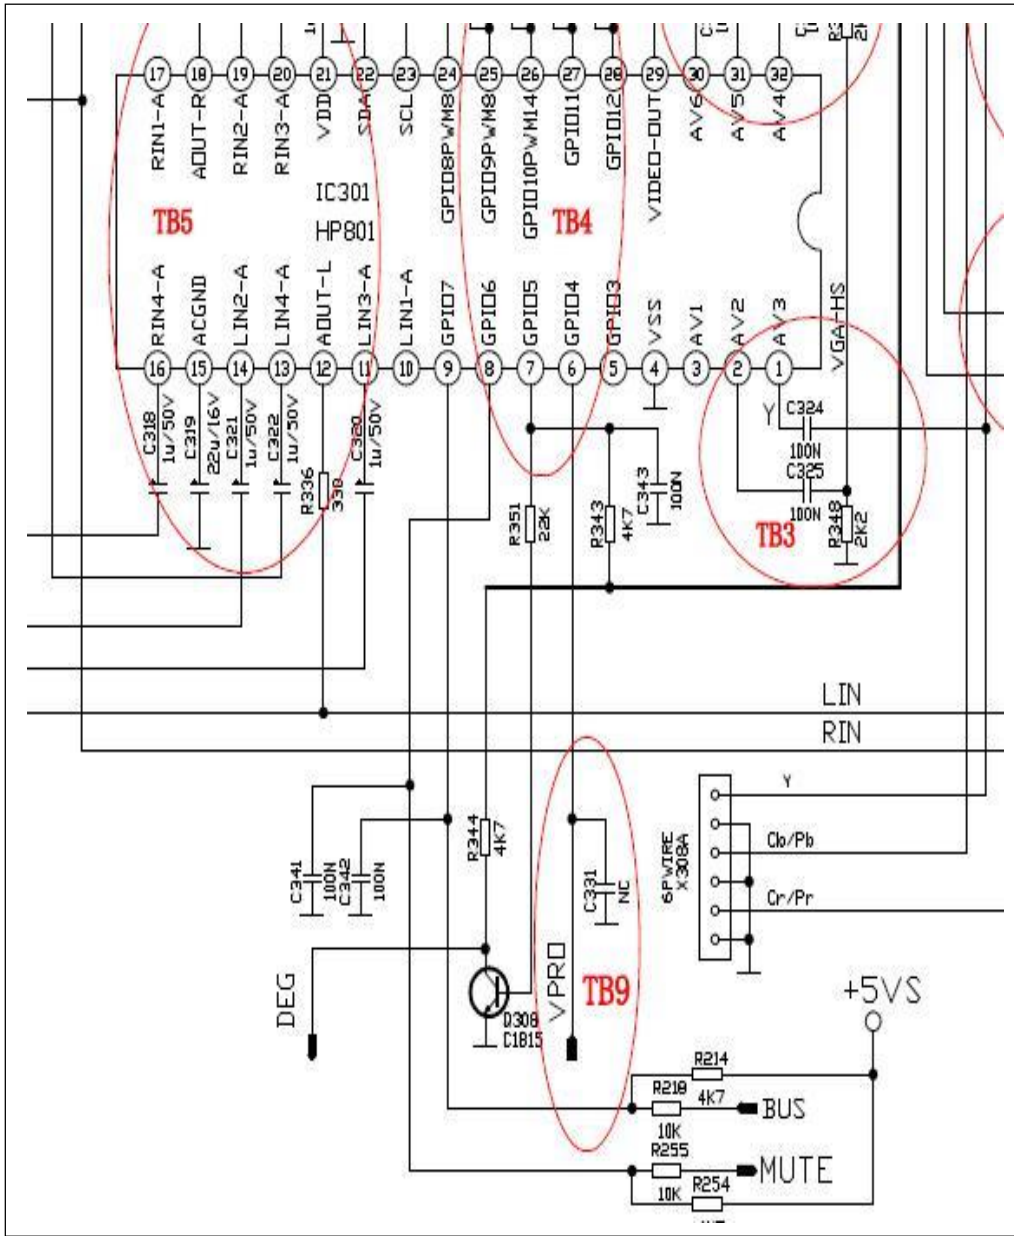 17 18 19 20 21 22 23 24 25 26 27 28 29 30 31 32
RIN1-A
AOUT-R
RIN2-A
RIN3-A
VDD
SDA
SCL
GPIO8PWM8
GPIO9PWM8
GPIO10PWM14
GPIO11
GPIO12
VIDEO-OUT
AV6
AV5
AV4
IC301
HP801
TB5
TB4
RIN4-A
ACGND
LIN2-A
LIN4-A
AOUT-L
LIN3-A
LIN1-A
GPIO7
GPIO6
GPIO5
GPIO4
GPIO3
VSS
AV1
AV2
AV3
VGA-HS
16 15 14 13 12 11 10 9 8 7 6 5 4 3 2 1
C318
1u/50V
C319
22u/16V
C321
1u/50V
C322
1u/50V
R336
330
C320
1u/50V
Y
C324
100N
C325
100N
R351
22K
R343
4K7
C343
100N
TB3
R348
2K2
LIN
RIN
Y
Cb/Pb
Cr/Pr
6PWIRE
X308A
R344
4K7
C341
100N
C342
100N
C331
NC
DEG
VPRO
TB9
Q308
C1815
+5VS
R214
4K7
R218
10K
BUS
R255
10K
MUTE
R254